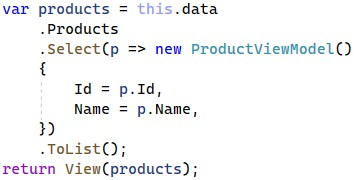 var products = this.data
.Products
.Select(p => new ProductViewModel()
{
Id = p.Id,
Name = p.Name,
})
.ToList();
return View(products);